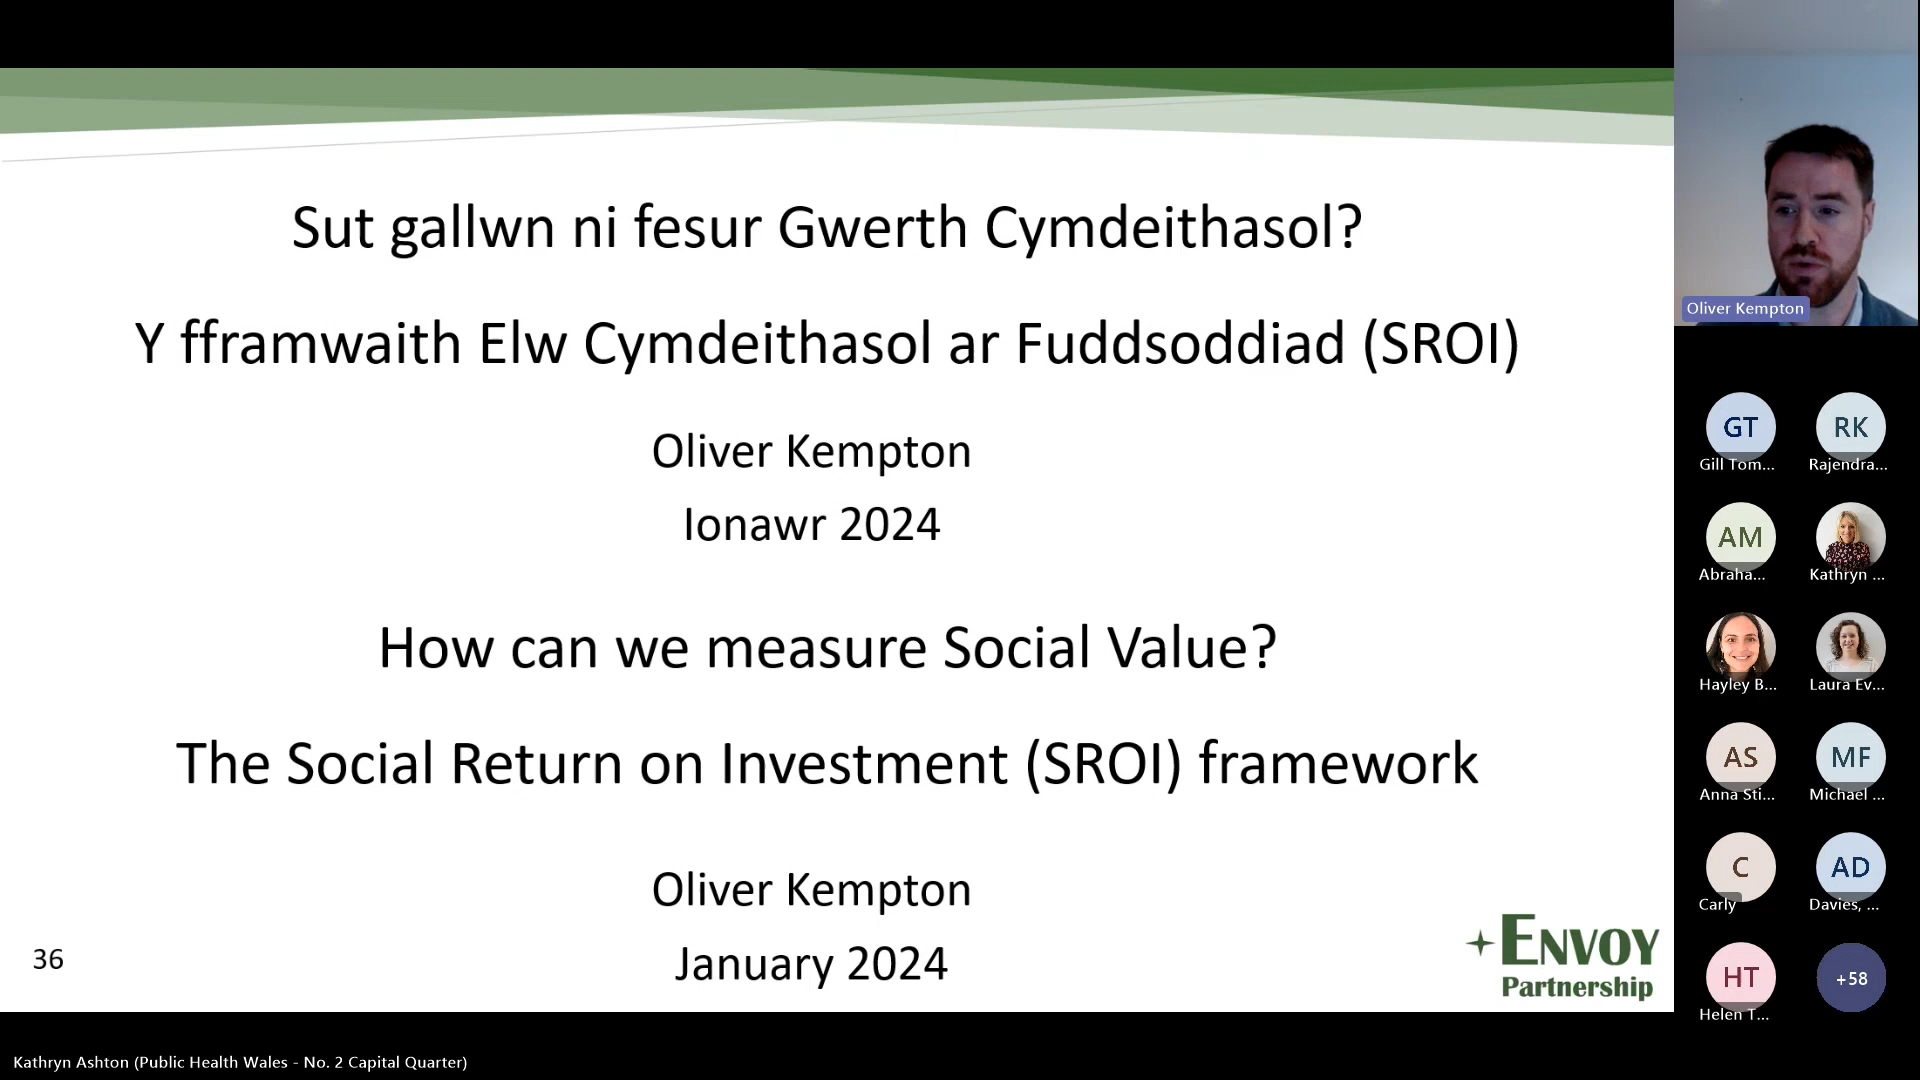 Sut gallwn ni fesur Gwerth Cymdeithasol?
Y fframwaith Elw Cymdeithasol ar Fuddsoddiad (SROI)
Oliver Kempton
Ionawr 2024
How can we measure Social Value?
The Social Return on Investment (SROI) framework
Oliver Kempton
January 2024
36
ENVOY
Partnership
Oliver Kempton
GT
Gill Tom...
RK
Rajendra...
AM
Abraha...
Kathryn ...
Hayley B...
Laura Ev...
AS
Anna Sti...
MF
Michael ...
C
Carly
AD
Davies, ...
HT
Helen T...
+58
Kathryn Ashton (Public Health Wales - No. 2 Capital Quarter)